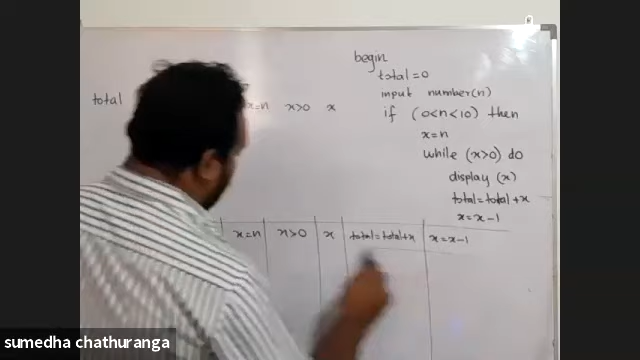 begin
total=0
input number(n)
if (0<n<10) then
x=n
while (x>0) do
display (x)
total=total+x
x=x-1
total x=n x>0 x
x=n x>0 x total=total+x x=x-1
sumedha chathuranga